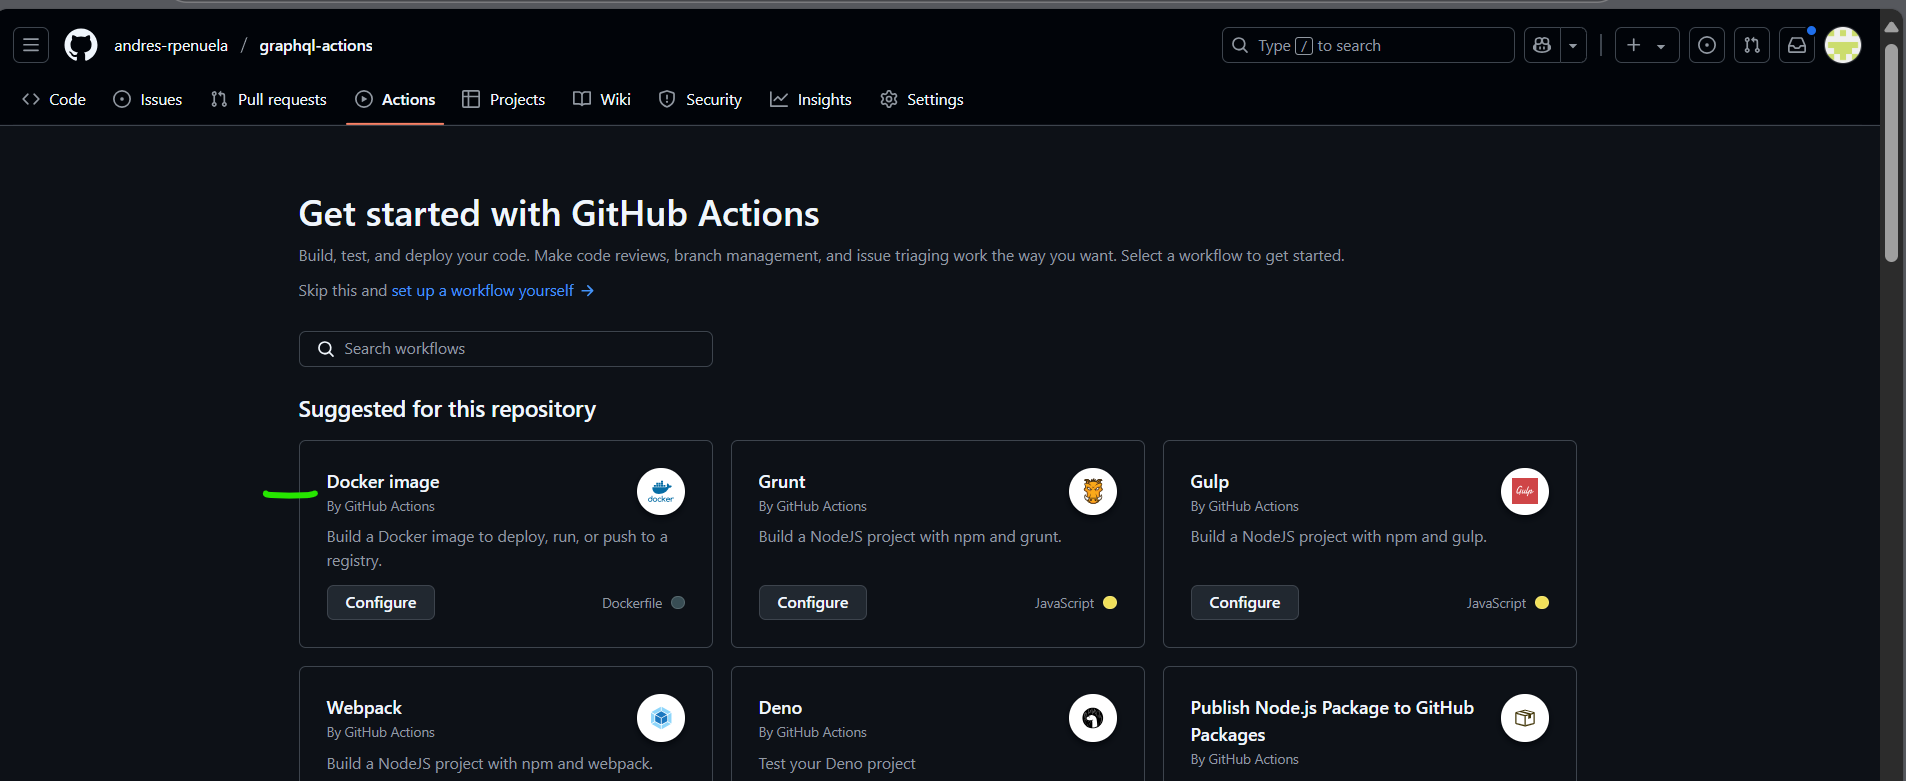 andres-rpenuela / graphql-actions
Type / to search
Code
Issues
Pull requests
Actions
Projects
Wiki
Security
Insights
Settings
Get started with GitHub Actions
Build, test, and deploy your code. Make code reviews, branch management, and issue triaging work the way you want. Select a workflow to get started.
Skip this and set up a workflow yourself →
Search workflows
Suggested for this repository
Docker image
By GitHub Actions
docker
Build a Docker image to deploy, run, or push to a
registry.
Configure
Dockerfile
Grunt
By GitHub Actions
Build a NodeJS project with npm and grunt.
Configure
JavaScript
Gulp
By GitHub Actions
Gulp
Build a NodeJS project with npm and gulp.
Configure
JavaScript
Webpack
By GitHub Actions
Build a NodeJS project with npm and webpack.
Deno
By GitHub Actions
Test your Deno project
Publish Node.js Package to GitHub
Packages
By GitHub Actions